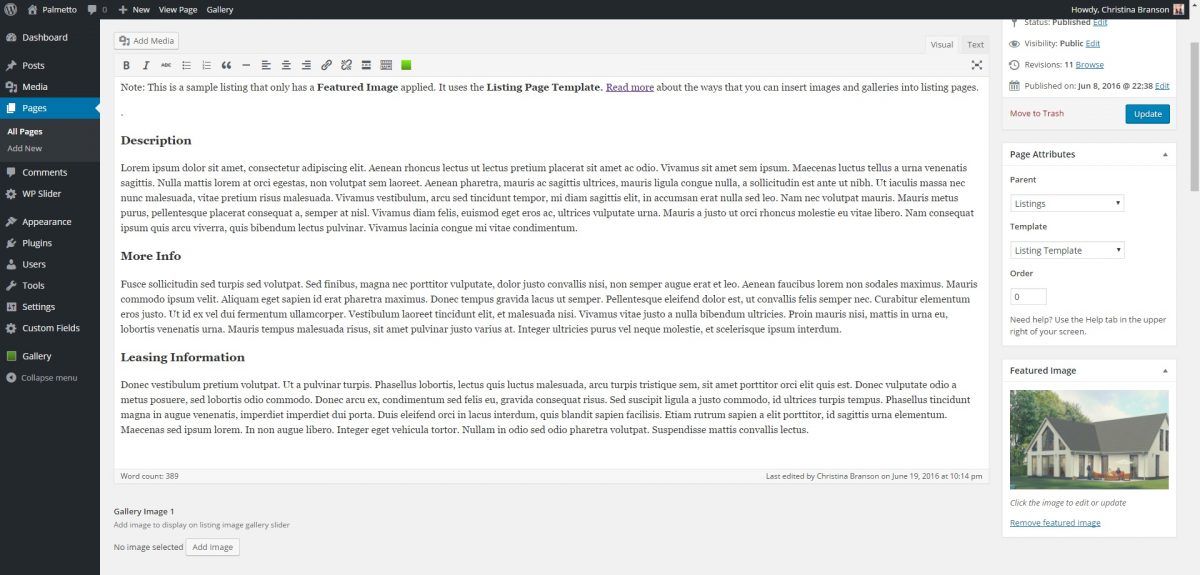 Palmetto 0 + New View Page Gallery Howdy, Christina Branson
Dashboard
Posts
Media
Pages
All Pages
Add New
Comments
WP Slider
Appearance
Plugins
Users
Tools
Settings
Custom Fields
Gallery
Collapse menu
Add Media
Visual Text
B I ABC
Note: This is a sample listing that only has a Featured Image applied. It uses the Listing Page Template. Read more about the ways that you can insert images and galleries into listing pages.
.
Description
Lorem ipsum dolor sit amet, consectetur adipiscing elit. Aenean rhoncus lectus ut lectus pretium placerat sit amet ac odio. Vivamus sit amet sem ipsum. Maecenas luctus tellus a urna venenatis
sagittis. Nulla mattis lorem at orci egestas, non volutpat sem laoreet. Aenean pharetra, mauris ac sagittis ultrices, mauris ligula congue nulla, a sollicitudin est ante ut nibh. Ut iaculis massa nec
nunc malesuada, vitae pretium risus malesuada. Vivamus vestibulum, arcu sed tincidunt tempor, mi diam sagittis elit, in accumsan erat nulla sed leo. Nam nec volutpat mauris. Mauris metus
purus, pellentesque placerat consequat a, semper at nisl. Vivamus diam felis, euismod eget eros ac, ultrices vulputate urna. Mauris a justo ut orci rhoncus molestie eu vitae libero. Nam consequat
ipsum quis arcu viverra, quis bibendum lectus pulvinar. Vivamus lacinia congue mi vitae condimentum.
More Info
Fusce sollicitudin sed turpis sed volutpat. Sed finibus, magna nec porttitor vulputate, dolor justo convallis nisi, non semper augue erat et leo. Aenean faucibus lorem non sodales maximus. Mauris
commodo ipsum velit. Aliquam eget sapien id erat pharetra maximus. Donec tempus gravida lacus ut semper. Pellentesque eleifend dolor est, ut convallis felis semper nec. Curabitur elementum
eros justo. Ut id ex vel dui fermentum ullamcorper. Vestibulum laoreet tincidunt elit, et malesuada nisi. Vivamus vitae justo a nulla bibendum ultricies. Proin mauris nisi, mattis in urna eu,
lobortis venenatis urna. Mauris tempus malesuada risus, sit amet pulvinar justo varius at. Integer ultricies purus vel neque molestie, et scelerisque ipsum interdum.
Leasing Information
Donec vestibulum pretium volutpat. Ut a pulvinar turpis. Phasellus lobortis, lectus quis luctus malesuada, arcu turpis tristique sem, sit amet porttitor orci elit quis est. Donec vulputate odio a
metus posuere, sed lobortis odio commodo. Donec arcu ex, condimentum sed felis eu, gravida consequat risus. Sed suscipit ligula a justo commodo, id ultrices turpis tempus. Phasellus tincidunt
magna in augue venenatis, imperdiet imperdiet dui porta. Duis eleifend orci in lacus interdum, quis blandit sapien facilisis. Etiam rutrum sapien a elit porttitor, id sagittis urna elementum.
Maecenas sed ipsum lorem. In non augue libero. Integer eget vehicula tortor. Nullam in odio sed odio pharetra volutpat. Suspendisse mattis convallis lectus.
Word count: 389 Last edited by Christina Branson on June 19, 2016 at 10:14 pm
Gallery Image 1
Add image to display on listing image gallery slider
No image selected Add Image
Status: Published Edit
Visibility: Public Edit
Revisions: 11 Browse
Published on: Jun 8, 2016 @ 22:38 Edit
Move to Trash Update
Page Attributes
Parent
Listings
Template
Listing Template
Order
0
Need help? Use the Help tab in the upper
right of your screen.
Featured Image
Click the image to edit or update
Remove featured image